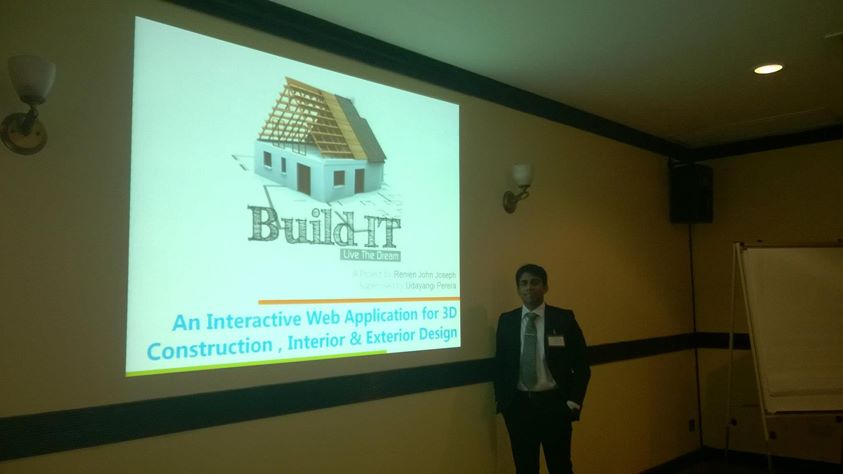 Build IT
Live The Dream
A Project by Renien John Joseph
Supervised by Udayangi Perera
An Interactive Web Application for 3D
Construction , Interior & Exterior Design